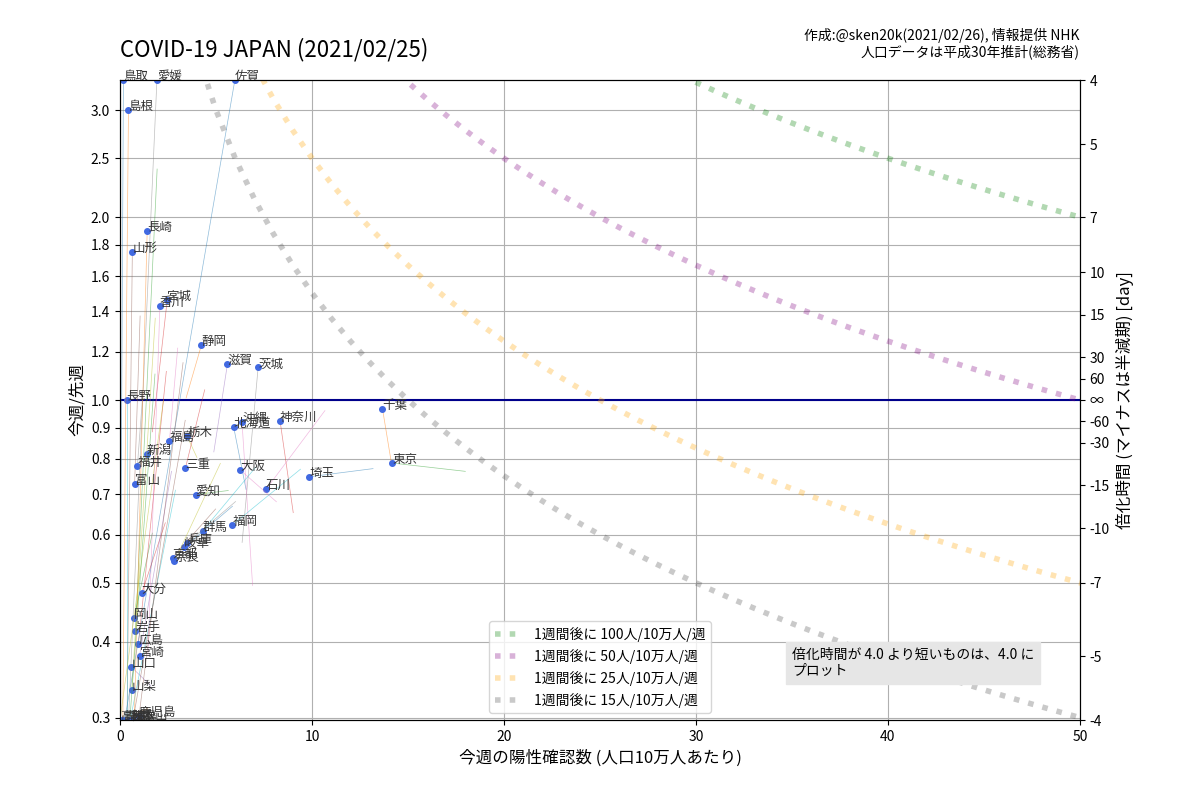 COVID-19 JAPAN (2021/02/25)
作成:@sken20k(2021/02/26), 情報提供 NHK
人口データは平成30年推計(総務省)
鳥取
愛媛
佐賀
島根
長崎
山形
宮城
香川
静岡
滋賀
茨城
長野
千葉
沖縄
北海道
神奈川
栃木
福島
新潟
福井
三重
大阪
東京
埼玉
富山
愛知
石川
福岡
群馬
兵庫
岐阜
京都
奈良
大分
岡山
岩手
広島
宮崎
山口
山梨
鹿児島
3.0
2.5
2.0
1.8
1.6
1.4
1.2
1.0
0.9
0.8
0.7
0.6
0.5
0.4
0.3
今週/先週
4
5
7
10
15
30
60
∞
-60
-30
-15
-10
-7
-5
-4
倍化時間 (マイナスは半減期) [day]
1週間後に 100人/10万人/週
1週間後に 50人/10万人/週
1週間後に 25人/10万人/週
1週間後に 15人/10万人/週
倍化時間が 4.0 より短いものは、4.0 に
プロット
0 10 20 30 40 50
今週の陽性確認数 (人口10万人あたり)